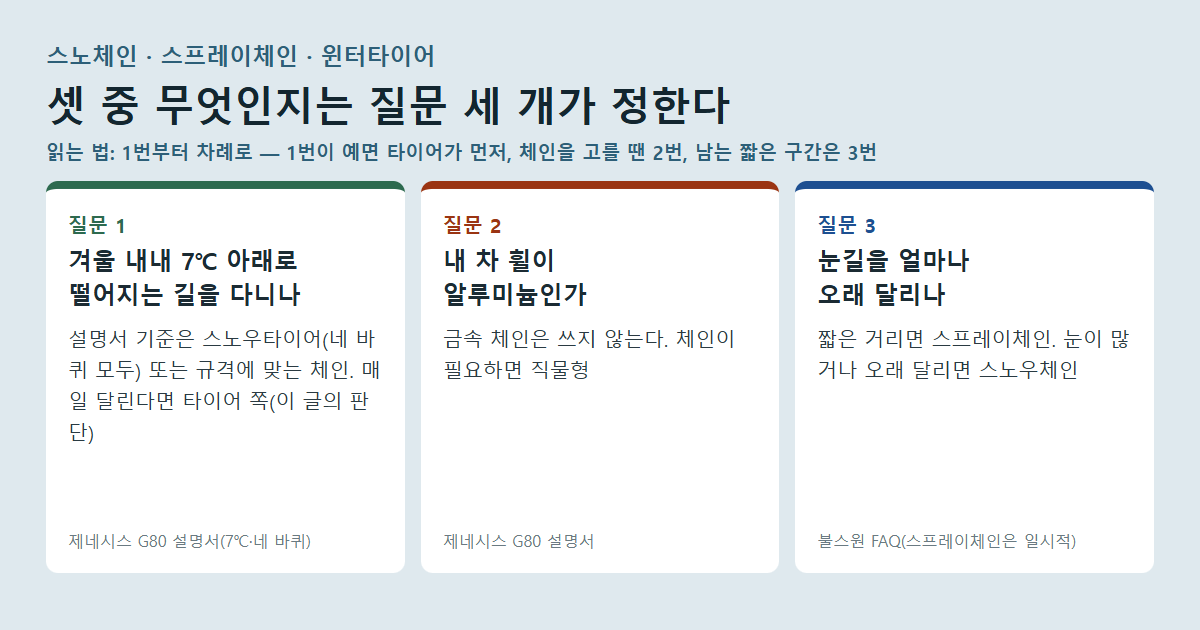 스노체인 · 스프레이체인 · 윈터타이어
셋 중 무엇인지는 질문 세 개가 정한다
읽는 법: 1번부터 차례로 — 1번이 예면 타이어가 먼저, 체인을 고를 땐 2번, 남는 짧은 구간은 3번
질문 1
겨울 내내 7℃ 아래로
떨어지는 길을 다니나
설명서 기준은 스노우타이어(네 바
퀴 모두) 또는 규격에 맞는 체인. 매
일 달린다면 타이어 쪽(이 글의 판
단)
제네시스 G80 설명서(7℃·네 바퀴)
질문 2
내 차 휠이
알루미늄인가
금속 체인은 쓰지 않는다. 체인이
필요하면 직물형
제네시스 G80 설명서
질문 3
눈길을 얼마나
오래 달리나
짧은 거리면 스프레이체인. 눈이 많
거나 오래 달리면 스노우체인
불스원 FAQ(스프레이체인은 일시적)